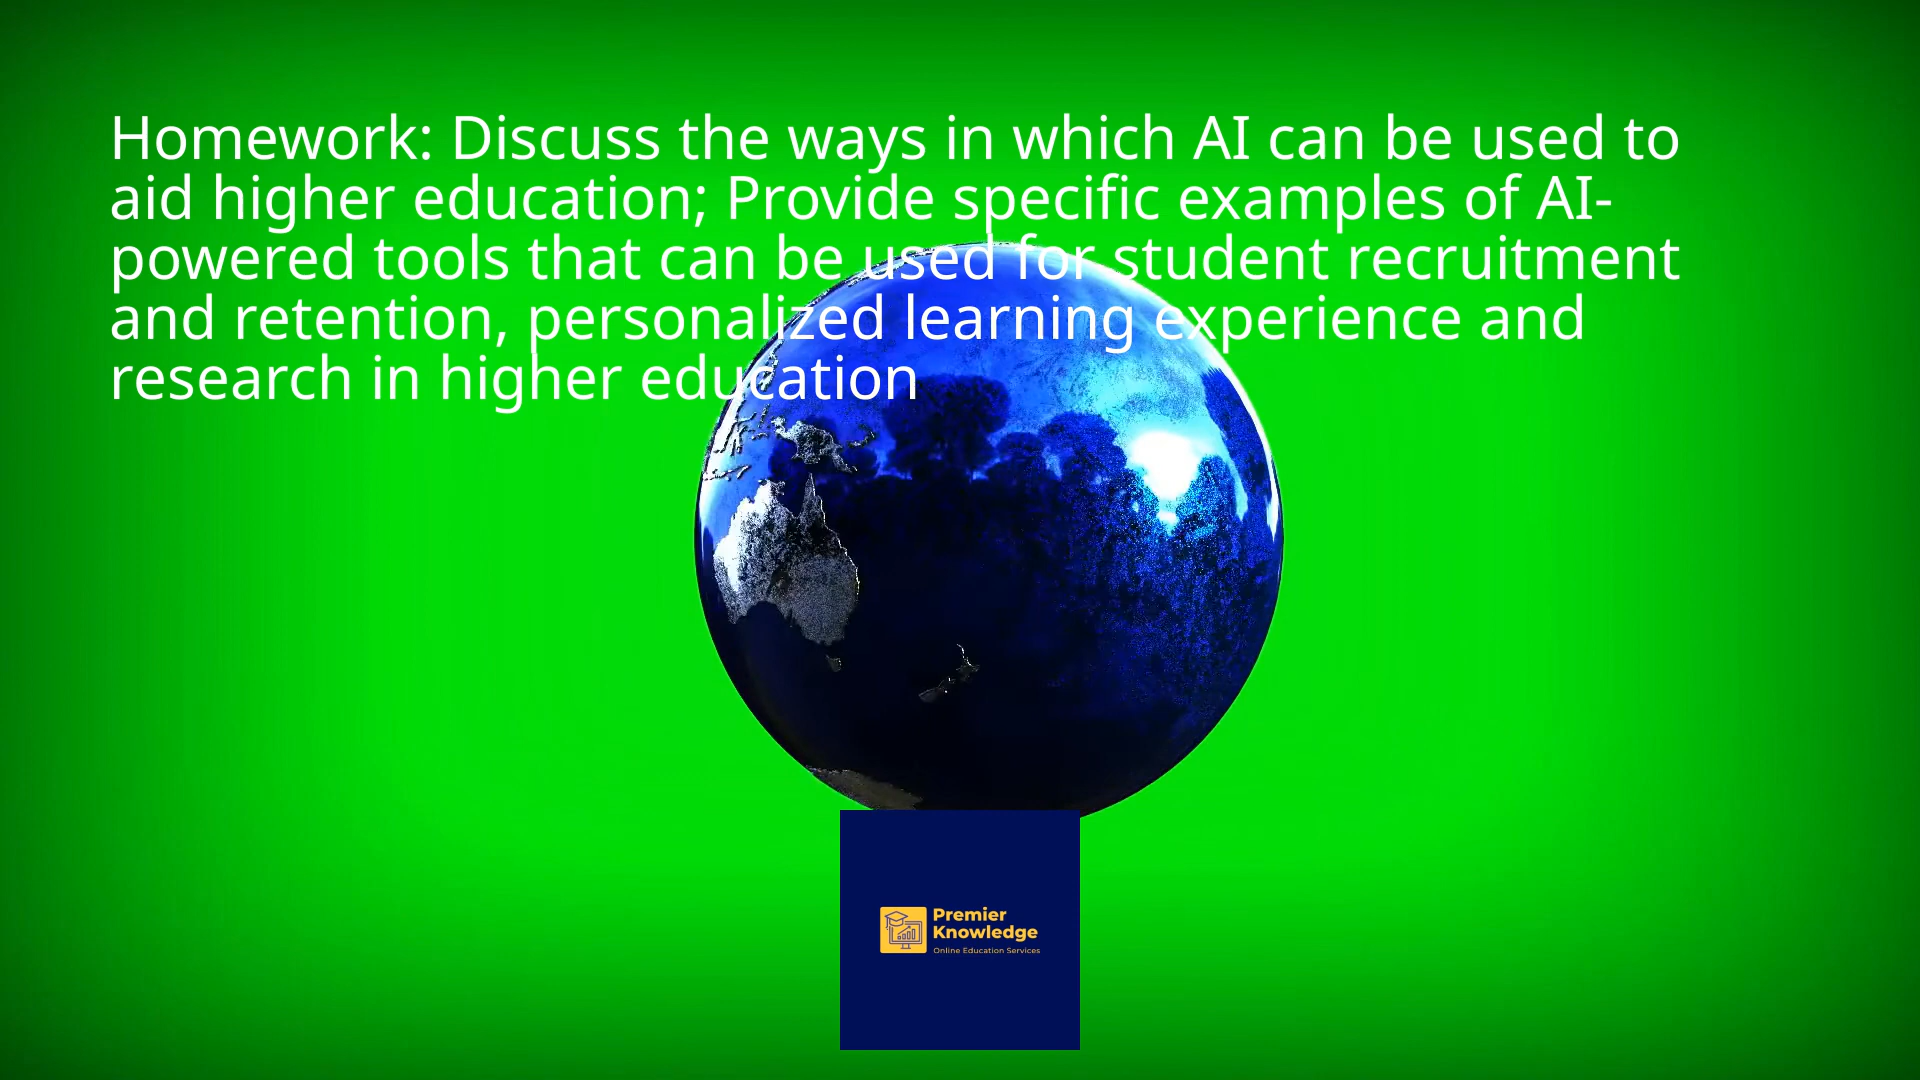 Homework: Discuss the ways in which AI can be used to
aid higher education; Provide specific examples of AI-
powered tools that can be used for student recruitment
and retention, personalized learning experience and
research in higher education
Premier
Knowledge
Online Education Services